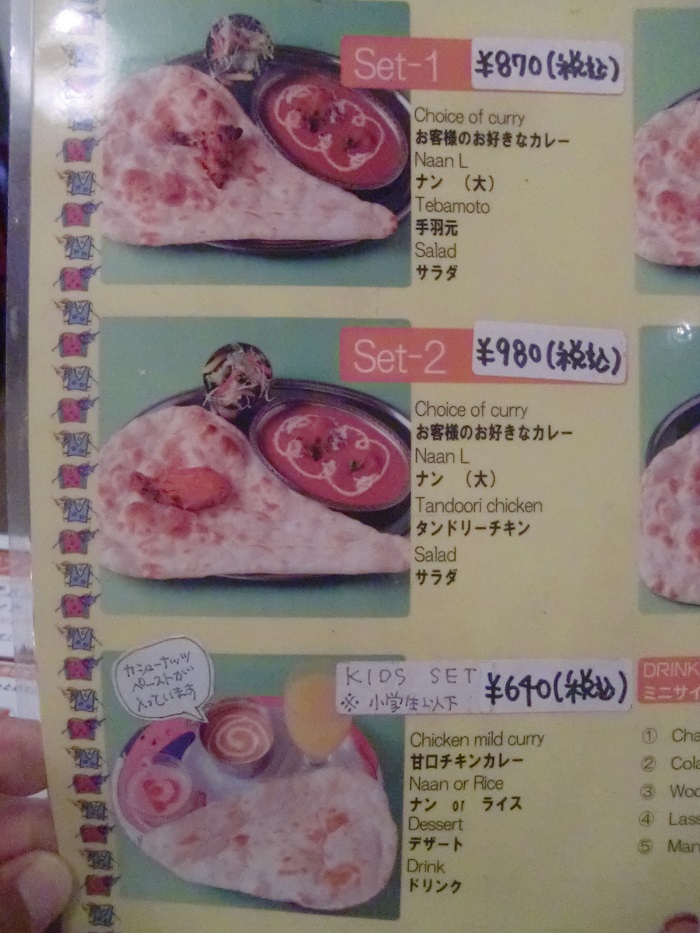 Set-1 ¥870(税込)
Choice of curry
お客様のお好きなカレー
Naan L
ナン （大）
Tebamoto
手羽元
Salad
サラダ
Set-2 ¥980(税込)
Choice of curry
お客様のお好きなカレー
Naan L
ナン （大）
Tandoori chicken
タンドリーチキン
Salad
サラダ
カシューナッツ
ペーストが
入っています
KIDS SET ¥640(税込)
※ 小学生以下
Chicken mild curry
甘口チキンカレー
Naan or Rice
ナン or ライス
Dessert
デザート
Drink
ドリンク
DRINK
ミニサイ
① Cha
② Cola
③ Woo
④ Lass
⑤ Man